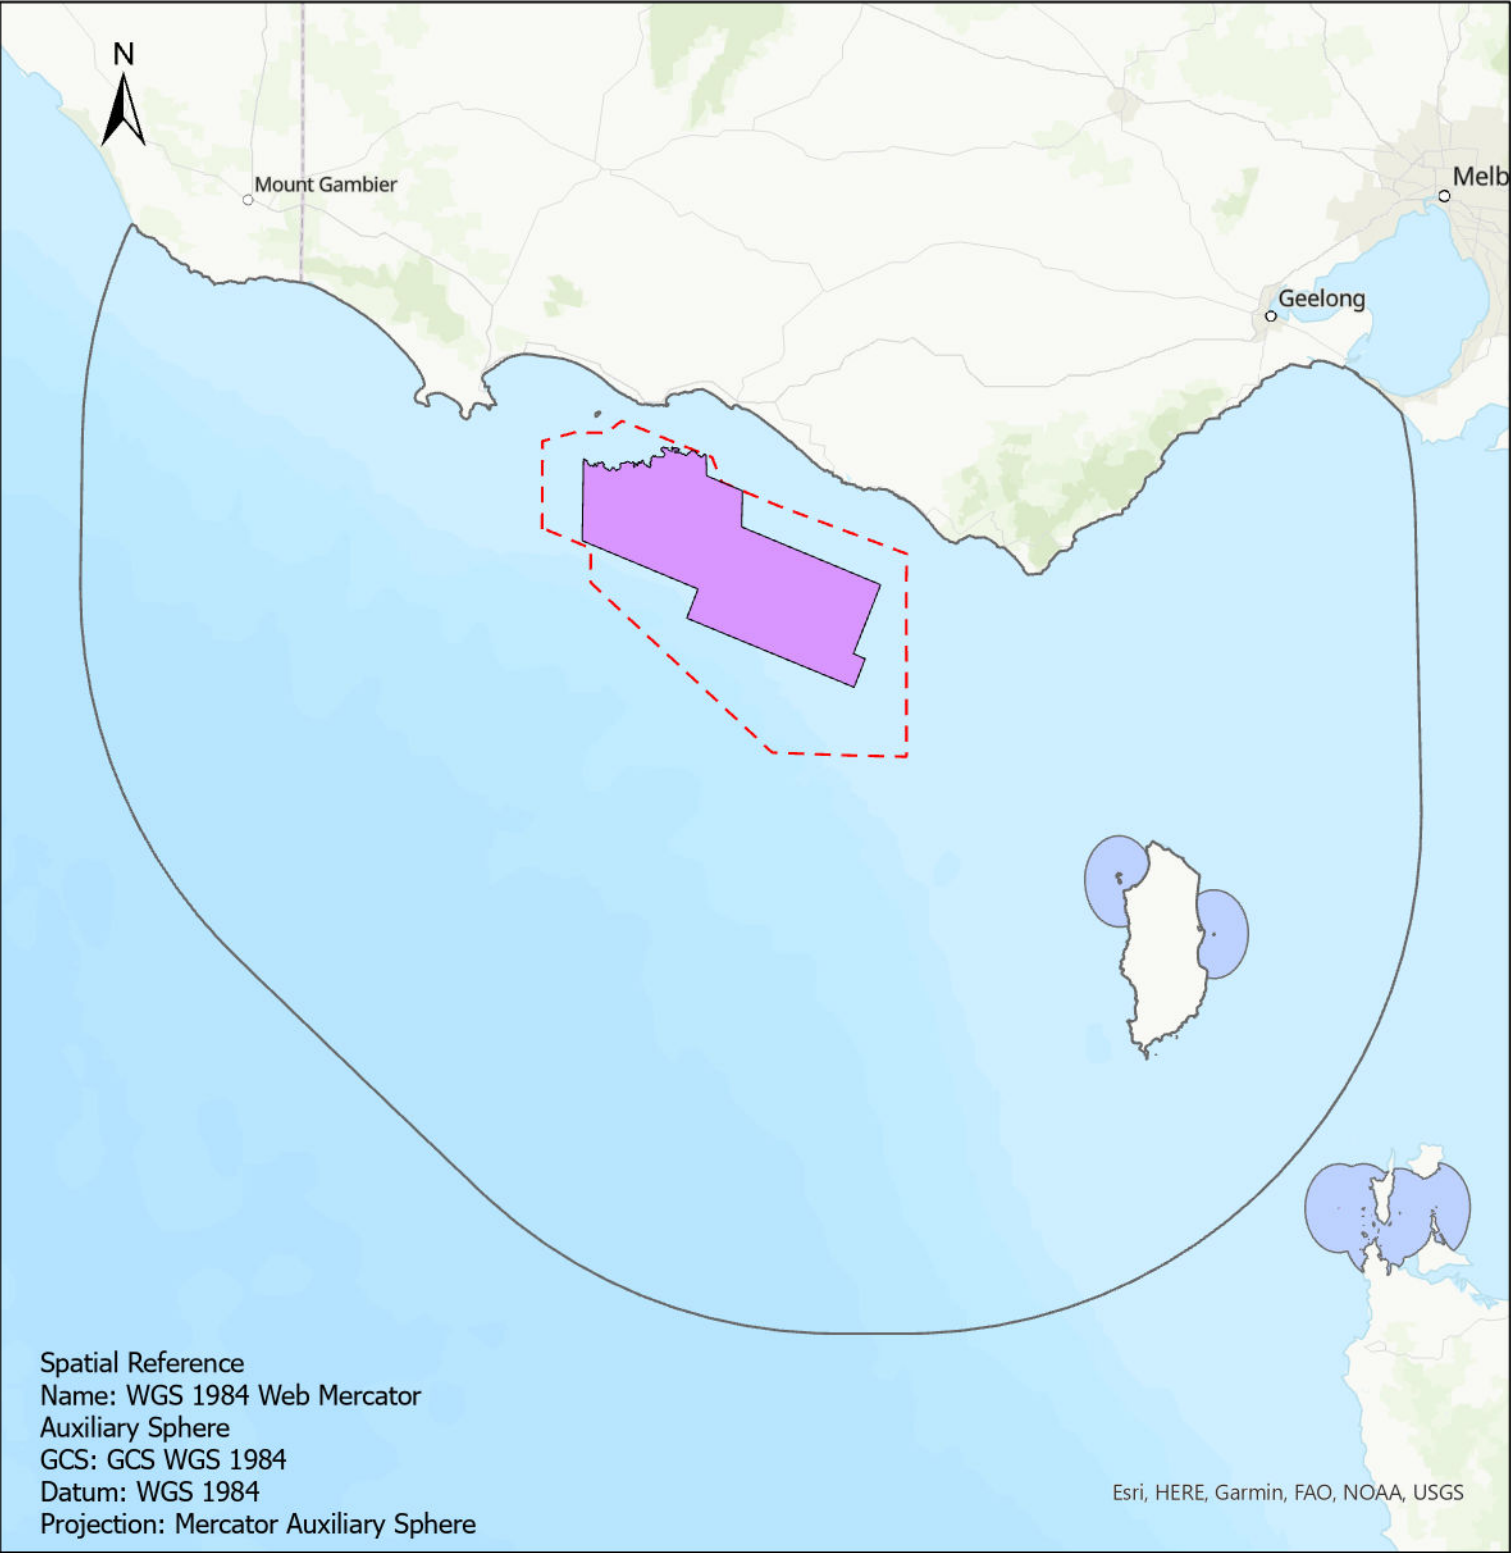 N
Mount Gambier
Melb
Geelong
Spatial Reference
Name: WGS 1984 Web Mercator
Auxiliary Sphere
GCS: GCS WGS 1984
Datum: WGS 1984
Projection: Mercator Auxiliary Sphere
Esri, HERE, Garmin, FAO, NOAA, USGS